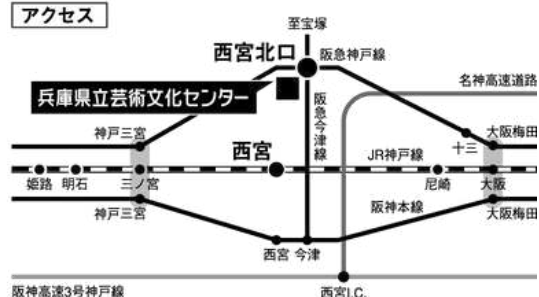 アクセス
至宝塚
西宮北口
阪急神戸線
名神高速道路
兵庫県立芸術文化センター
阪急今津線
神戸三宮
十三
大阪梅田
西宮
JR神戸線
姫路
明石
三ノ宮
尼崎
大阪
神戸三宮
阪神本線
大阪梅田
西宮
今津
阪神高速3号神戸線
西宮I.C.